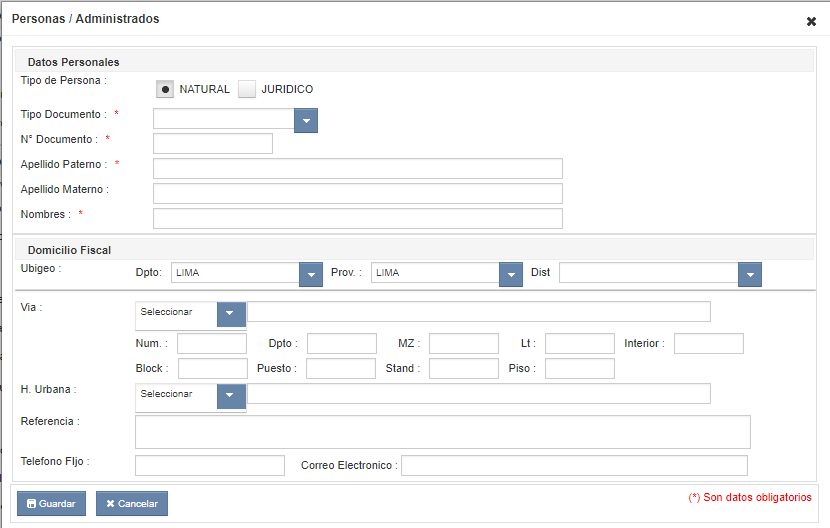 Personas / Administrados
Datos Personales
Tipo de Persona : NATURAL JURIDICO
Tipo Documento : *
N° Documento : *
Apellido Paterno : *
Apellido Materno :
Nombres : *
Domicilio Fiscal
Ubigeo : Dpto: LIMA Prov. : LIMA Dist
Via : Seleccionar
Num. : Dpto : MZ : Lt : Interior :
Block : Puesto : Stand : Piso :
H. Urbana : Seleccionar
Referencia :
Telefono FIjo : Correo Electronico :
Guardar Cancelar (*) Son datos obligatorios